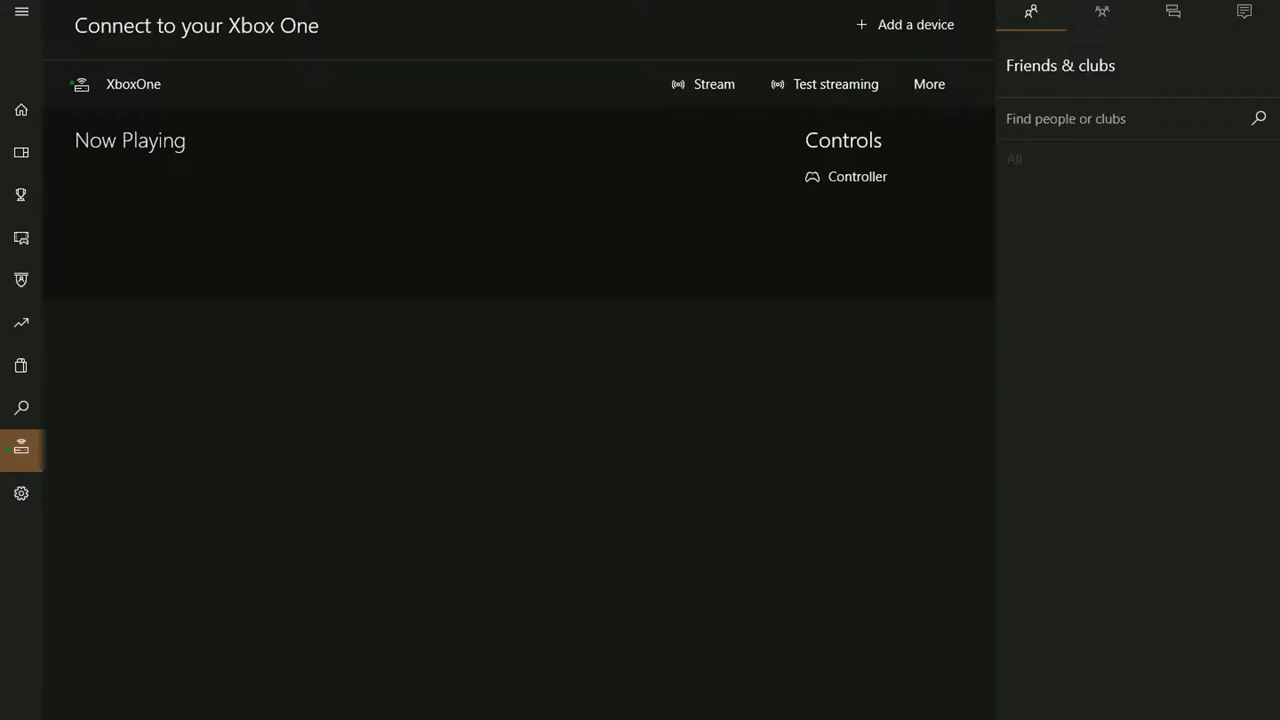 Connect to your Xbox One
+ Add a device
XboxOne
Stream
Test streaming
More
Now Playing
Controls
Controller
Friends & clubs
Find people or clubs
All